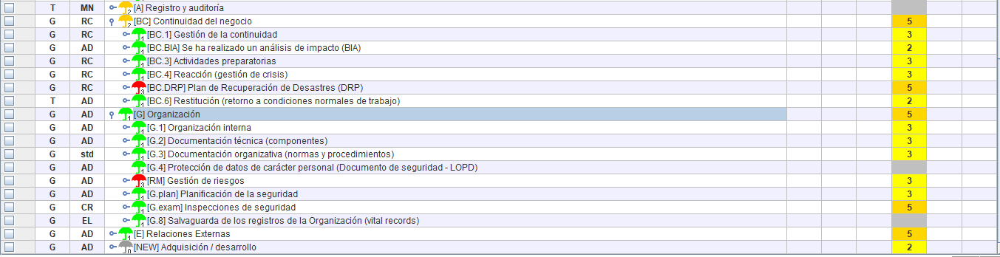 T MN 2 [A] Registro y auditoría
G RC 2 [BC] Continuidad del negocio 5
G RC 1 [BC.1] Gestión de la continuidad 3
G AD 1 [BC.BIA] Se ha realizado un análisis de impacto (BIA) 2
G RC 1 [BC.3] Actividades preparatorias 3
G RC 1 [BC.4] Reacción (gestión de crisis) 3
G RC 3 [BC.DRP] Plan de Recuperación de Desastres (DRP) 5
T AD 1 [BC.6] Restitución (retorno a condiciones normales de trabajo) 2
G AD 1 [G] Organización 5
G AD 1 [G.1] Organización interna 3
G AD 1 [G.2] Documentación técnica (componentes) 3
G std 1 [G.3] Documentación organizativa (normas y procedimientos) 3
G AD 1 [G.4] Protección de datos de carácter personal (Documento de seguridad - LOPD)
G AD 3 [RM] Gestión de riesgos 3
G AD 1 [G.plan] Planificación de la seguridad 3
G CR 1 [G.exam] Inspecciones de seguridad 5
G EL 1 [G.8] Salvaguarda de los registros de la Organización (vital records)
G AD 1 [E] Relaciones Externas 5
G AD 0 [NEW] Adquisición / desarrollo 2